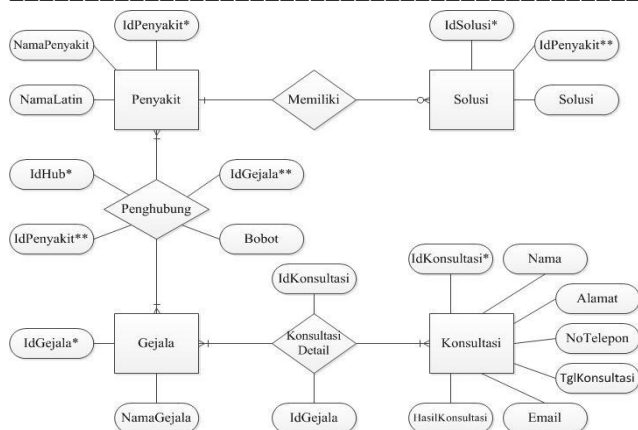 IdPenyakit*
IdSolusi*
NamaPenyakit
IdPenyakit**
NamaLatin
Penyakit
Memiliki
Solusi
Solusi
IdHub*
IdGejala**
Penghubung
IdPenyakit**
Bobot
IdKonsultasi
IdKonsultasi*
Nama
Alamat
IdGejala*
Gejala
Konsultasi
Detail
Konsultasi
NoTelepon
TglKonsultasi
NamaGejala
IdGejala
HasilKonsultasi
Email